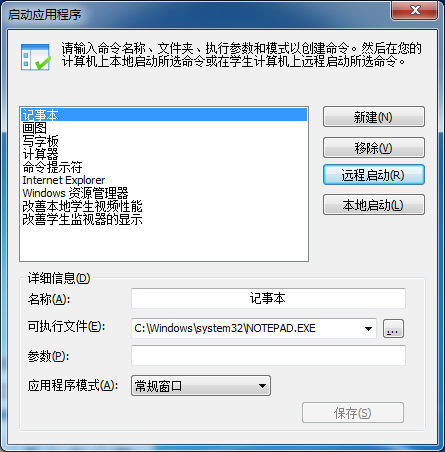 启动应用程序
请输入命令名称、文件夹、执行参数和模式以创建命令。然后在您的
计算机上本地启动所选命令或在学生计算机上远程启动所选命令。
记事本
画图
写字板
计算器
命令提示符
Internet Explorer
Windows 资源管理器
改善本地学生视频性能
改善学生监视器的显示
新建(N)
移除(V)
远程启动(R)
本地启动(L)
详细信息(D)
名称(A): 记事本
可执行文件(E): C:\Windows\system32\NOTEPAD.EXE ...
参数(P):
应用程序模式(A): 常规窗口
保存(S)